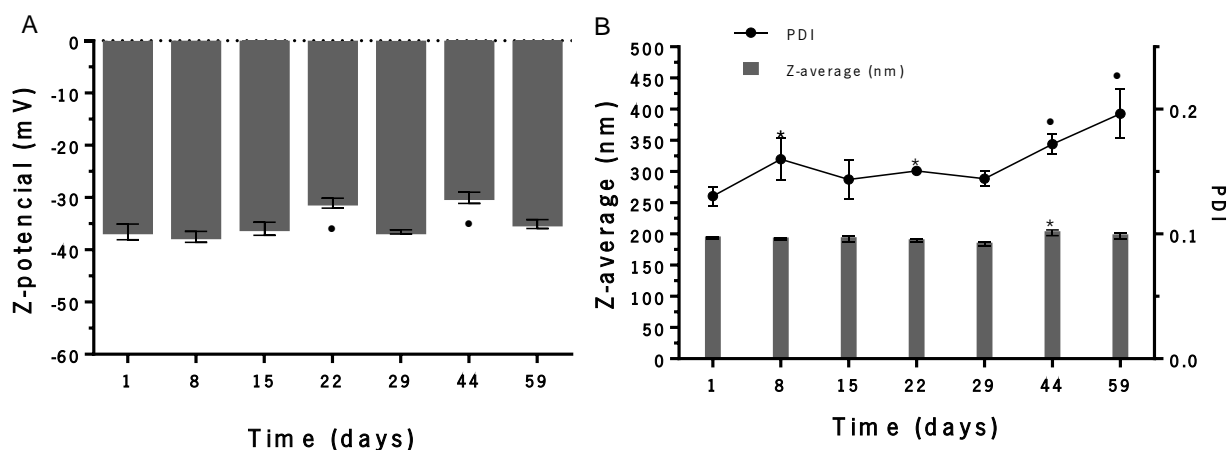 A
Z-potencial (mV)
0
-10
-20
-30
-40
-50
-60
1 8 15 22 29 44 59
Time (days)
B
PDI
Z-average (nm)
Z-average (nm)
500
450
400
350
300
250
200
150
100
50
0
* * *
0.2
0.1
0.0
PDI
1 8 15 22 29 44 59
Time (days)